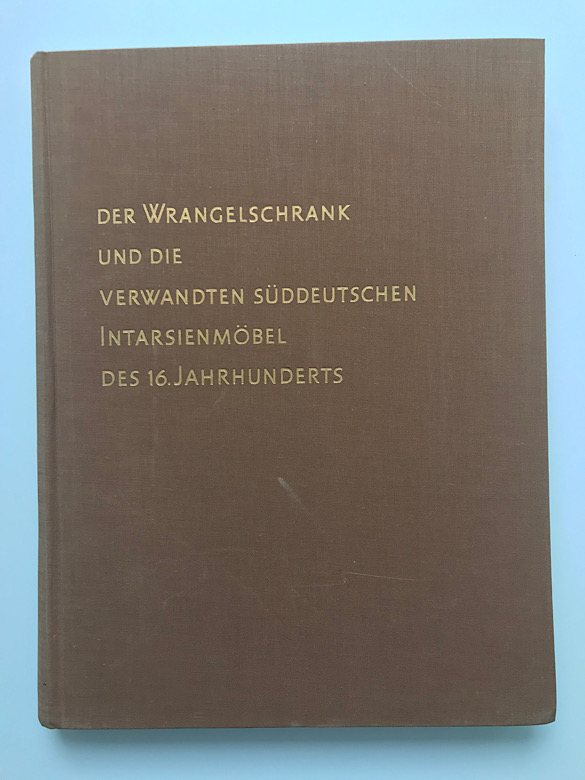 DER WRANGELSCHRANK
UND DIE
VERWANDTEN SÜDDEUTSCHEN
INTARSIENMÖBEL
DES 16. JAHRHUNDERTS